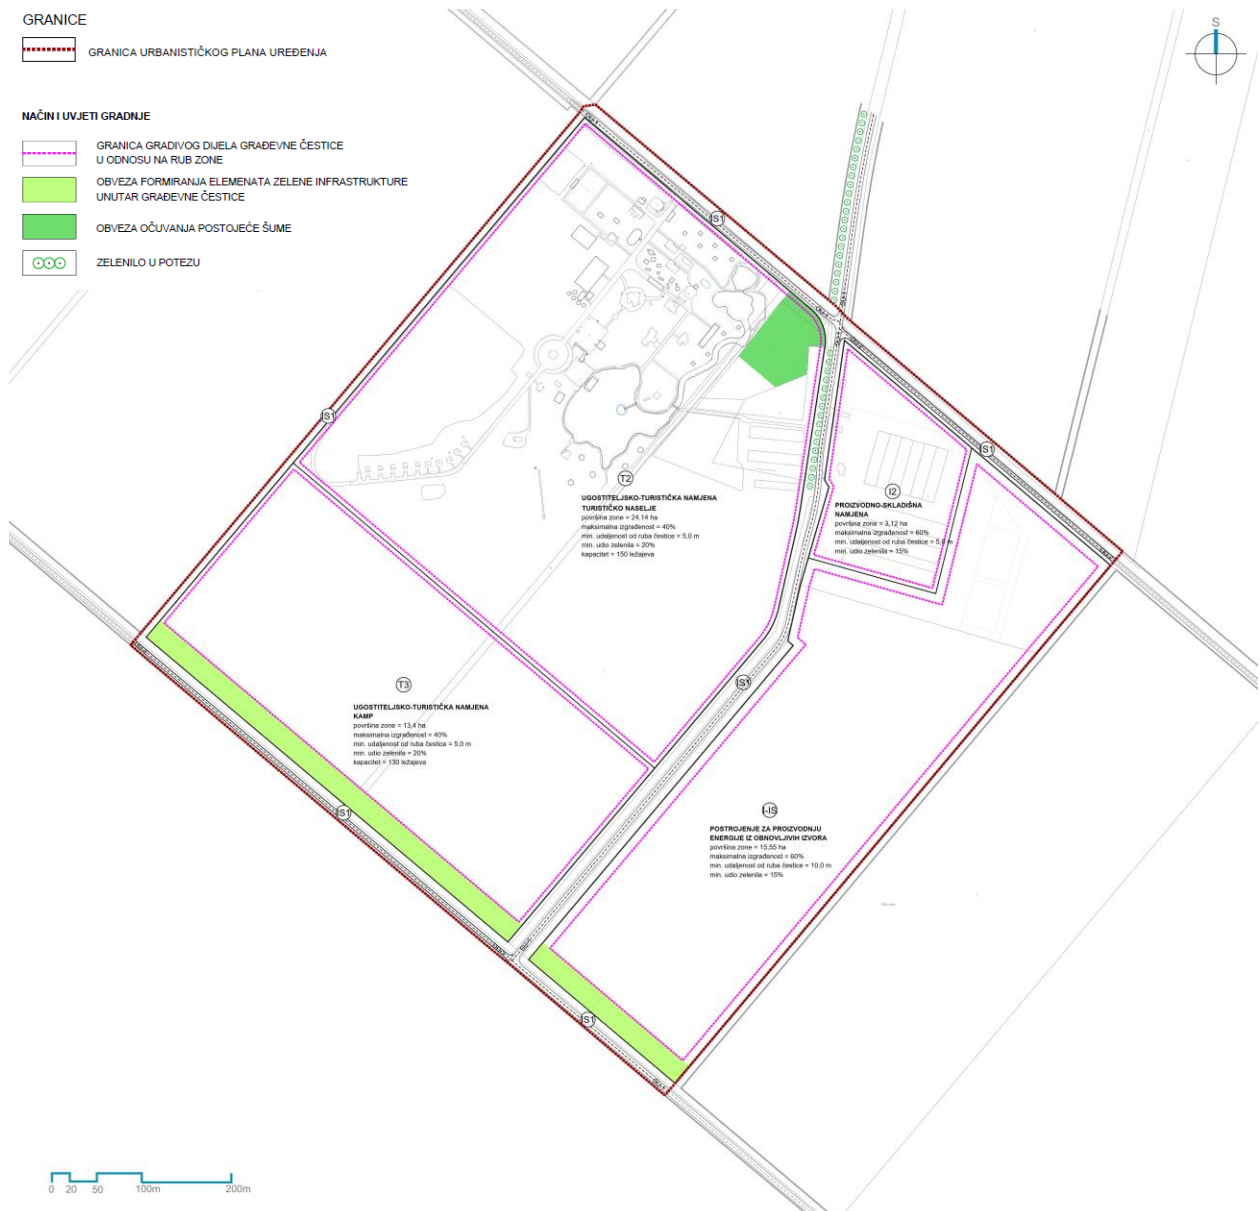 GRANICE
GRANICA URBANISTIČKOG PLANA UREĐENJA
NAČIN I UVJETI GRADNJE
GRANICA GRADIVOG DIJELA GRAĐEVNE ČESTICE
U ODNOSU NA RUB ZONE
OBVEZA FORMIRANJA ELEMENATA ZELENE INFRASTRUKTURE
UNUTAR GRAĐEVNE ČESTICE
OBVEZA OČUVANJA POSTOJEĆE ŠUME
ZELENILO U POTEZU
S
IS1
IS1
IS1
T2
UGOSTITELJSKO-TURISTIČKA NAMJENA
TURISTIČKO NASELJE
površina zone = 24,14 ha
maksimalna izgrađenost = 40%
min. udaljenost od ruba čestice = 5,0 m
min. udio zelenila = 20%
kapacitet = 150 ležajeva
I2
PROIZVODNO-SKLADIŠNA
NAMJENA
površina zone = 3,12 ha
maksimalna izgrađenost = 60%
min. udaljenost od ruba čestice = 5,0 m
min. udio zelenila = 15%
IS1
T3
UGOSTITELJSKO-TURISTIČKA NAMJENA
KAMP
površina zone = 13,4 ha
maksimalna izgrađenost = 40%
min. udaljenost od ruba čestice = 5,0 m
min. udio zelenila = 20%
kapacitet = 130 ležajeva
IS1
I-IS
POSTROJENJE ZA PROIZVODNJU
ENERGIJE IZ OBNOVLJIVIH IZVORA
površina zone = 15,55 ha
maksimalna izgrađenost = 60%
min. udaljenost od ruba čestice = 10,0 m
min. udio zelenila = 15%
IS1
0 20 50 100m 200m